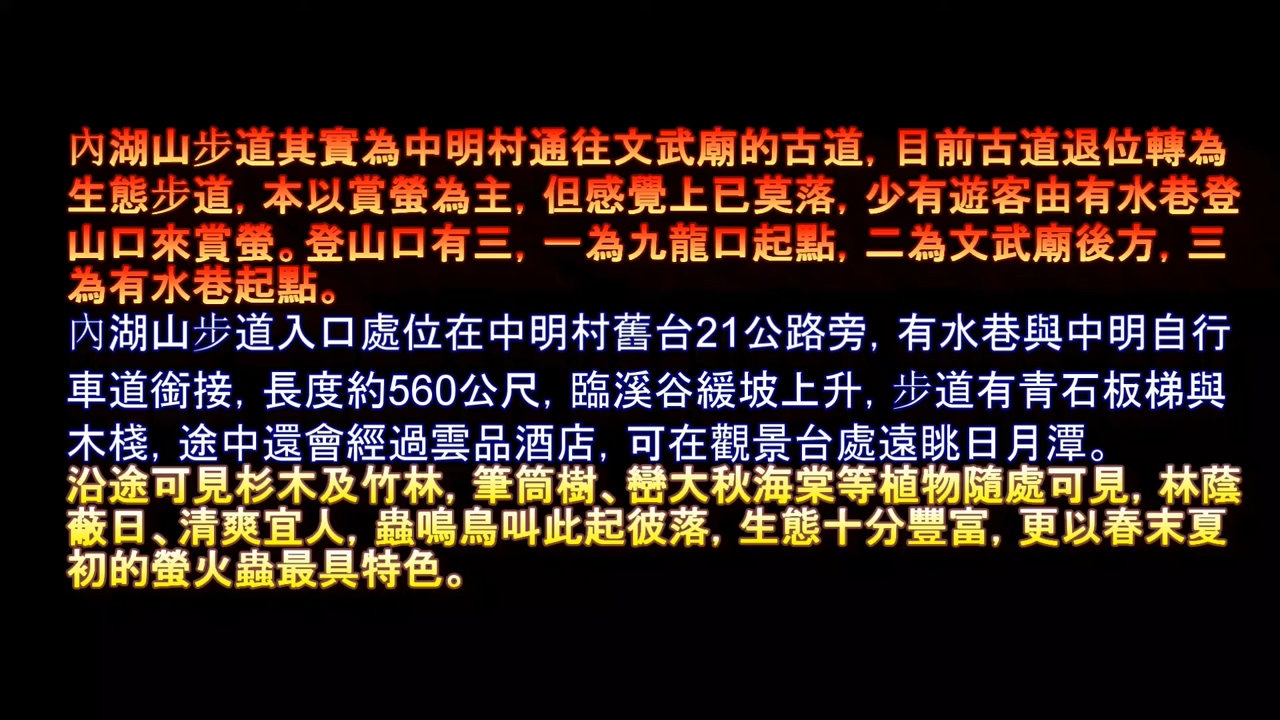 內湖山步道其實為中明村通往文武廟的古道, 目前古道退位轉為
生態步道, 本以賞螢為主, 但感覺上已莫落, 少有遊客由有水巷登
山口來賞螢。登山口有三, 一為九龍口起點, 二為文武廟後方, 三
為有水巷起點。
內湖山步道入口處位在中明村舊台21公路旁, 有水巷與中明自行
車道銜接, 長度約560公尺, 臨溪谷緩坡上升, 步道有青石板梯與
木棧, 途中還會經過雲品酒店, 可在觀景台處遠眺日月潭。
沿途可見杉木及竹林, 筆筒樹、巒大秋海棠等植物隨處可見, 林蔭
蔽日、清爽宜人, 蟲鳴鳥叫此起彼落, 生態十分豐富, 更以春末夏
初的螢火蟲最具特色。